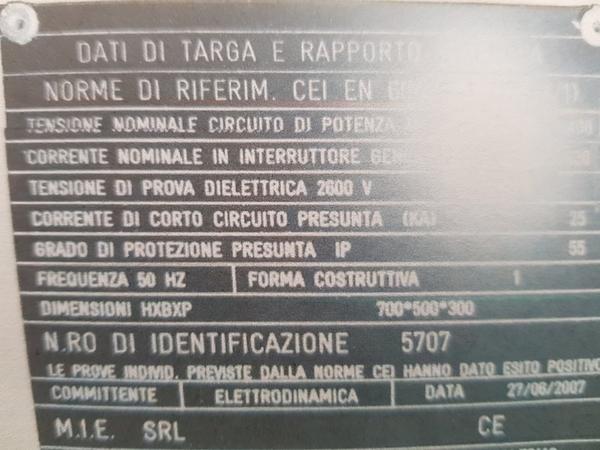 DATI DI TARGA E RAPPORTO
NORME DI RIFERIM. CEI EN
TENSIONE NOMINALE CIRCUITO DI POTENZA
CORRENTE NOMINALE IN INTERRUTTORE
TENSIONE DI PROVA DIELETTRICA 2600 V
CORRENTE DI CORTO CIRCUITO PRESUNTA (KA) 25
GRADO DI PROTEZIONE PRESUNTA IP 55
FREQUENZA 50 HZ FORMA COSTRUTTIVA 1
DIMENSIONI HXBXP 700*500*300
N.RO DI IDENTIFICAZIONE 5707
LE PROVE INDIVID. PREVISTE DALLA NORME CEI HANNO DATO ESITO POSITIVO
COMMITTENTE ELETTRODINAMICA DATA 27/06/2007
M.I.E. SRL CE